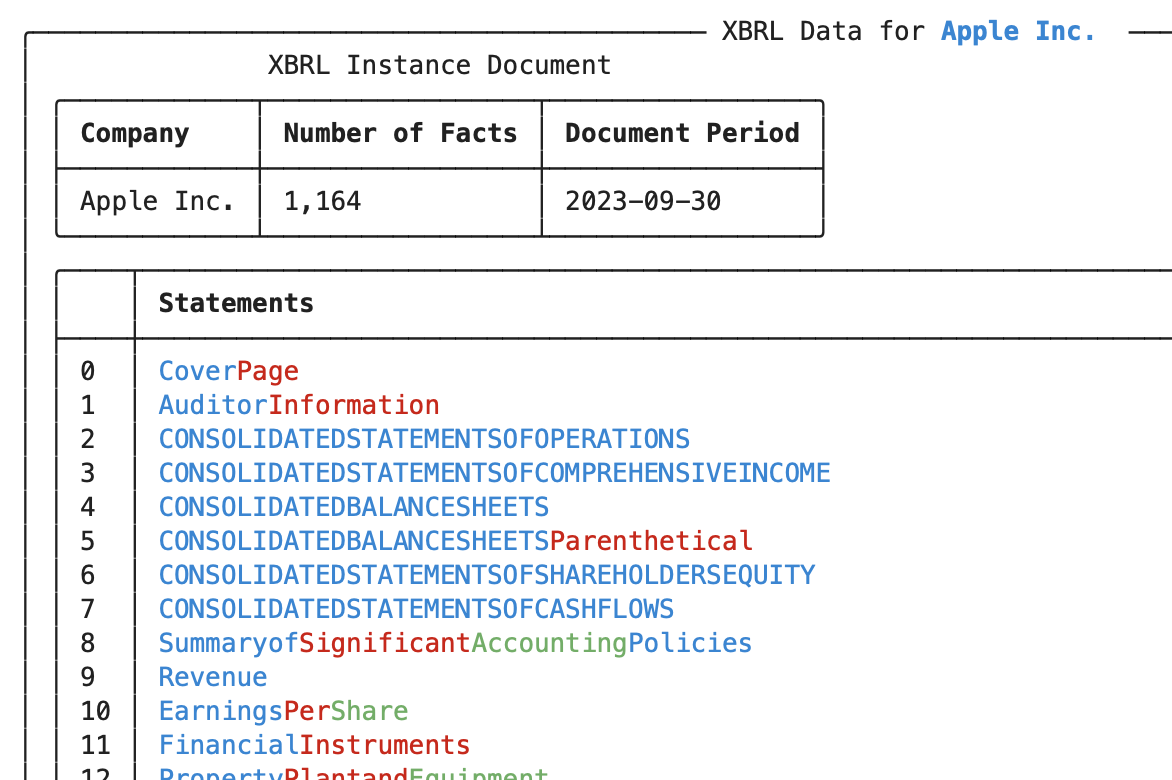 XBRL Data for Apple Inc.
XBRL Instance Document
Company Number of Facts Document Period
Apple Inc. 1,164 2023-09-30
Statements
0 CoverPage
1 AuditorInformation
2 CONSOLIDATEDSTATEMENTSOFOPERATIONS
3 CONSOLIDATEDSTATEMENTSOFCOMPREHENSIVEINCOME
4 CONSOLIDATEDBALANCESHEETS
5 CONSOLIDATEDBALANCESHEETSParenthetical
6 CONSOLIDATEDSTATEMENTSOFSHAREHOLDERSEQUITY
7 CONSOLIDATEDSTATEMENTSOFCASHFLOWS
8 SummaryofSignificantAccountingPolicies
9 Revenue
10 EarningsPerShare
11 FinancialInstruments
12 PropertyPlantandEquipment